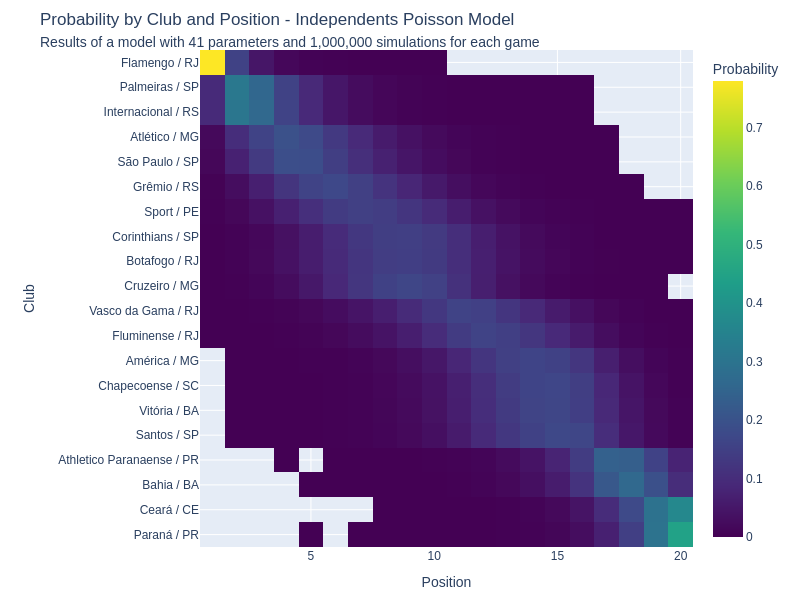 Probability by Club and Position - Independents Poisson Model
Results of a model with 41 parameters and 1,000,000 simulations for each game
Probability
Flamengo / RJ
Palmeiras / SP
Internacional / RS
Atlético / MG
São Paulo / SP
Grêmio / RS
Sport / PE
Corinthians / SP
Botafogo / RJ
Cruzeiro / MG
Vasco da Gama / RJ
Fluminense / RJ
América / MG
Chapecoense / SC
Vitória / BA
Santos / SP
Athletico Paranaense / PR
Bahia / BA
Ceará / CE
Paraná / PR
Club
5
10
15
20
Position
0.7
0.6
0.5
0.4
0.3
0.2
0.1
0